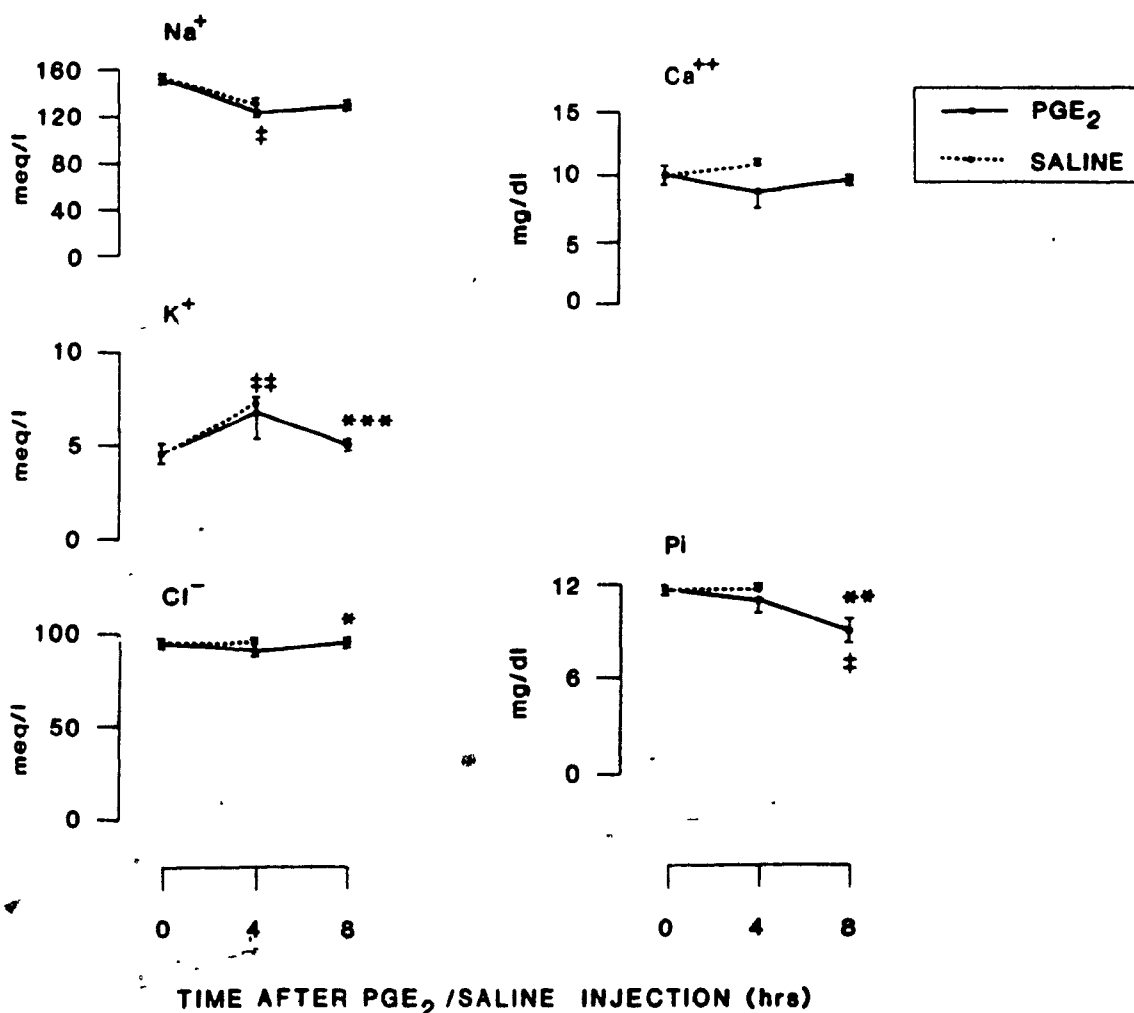 Na+
160
120
80
40
0
meq/l
‡
Ca++
15
10
5
0
mg/dl
PGE2
SALINE
K+
10
5
0
meq/l
‡‡
***
Cl−
100
50
0
meq/l
*
Pi
12
6
0
mg/dl
**
‡
0 4 8
0 4 8
TIME AFTER PGE2/SALINE INJECTION (hrs)